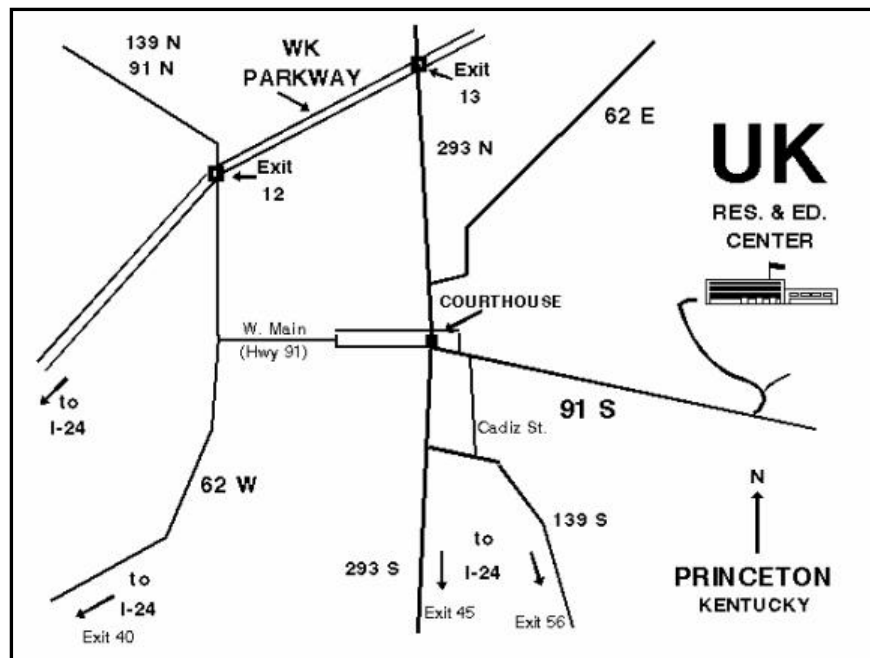 139 N
91 N
WK
PARKWAY
Exit
13
62 E
293 N
Exit
12
UK
RES. & ED.
CENTER
COURTHOUSE
W. Main
(Hwy 91)
to
I-24
91 S
Cadiz St.
62 W
N
139 S
to
I-24
293 S
to
I-24
Exit 40
Exit 45
Exit 56
PRINCETON
KENTUCKY